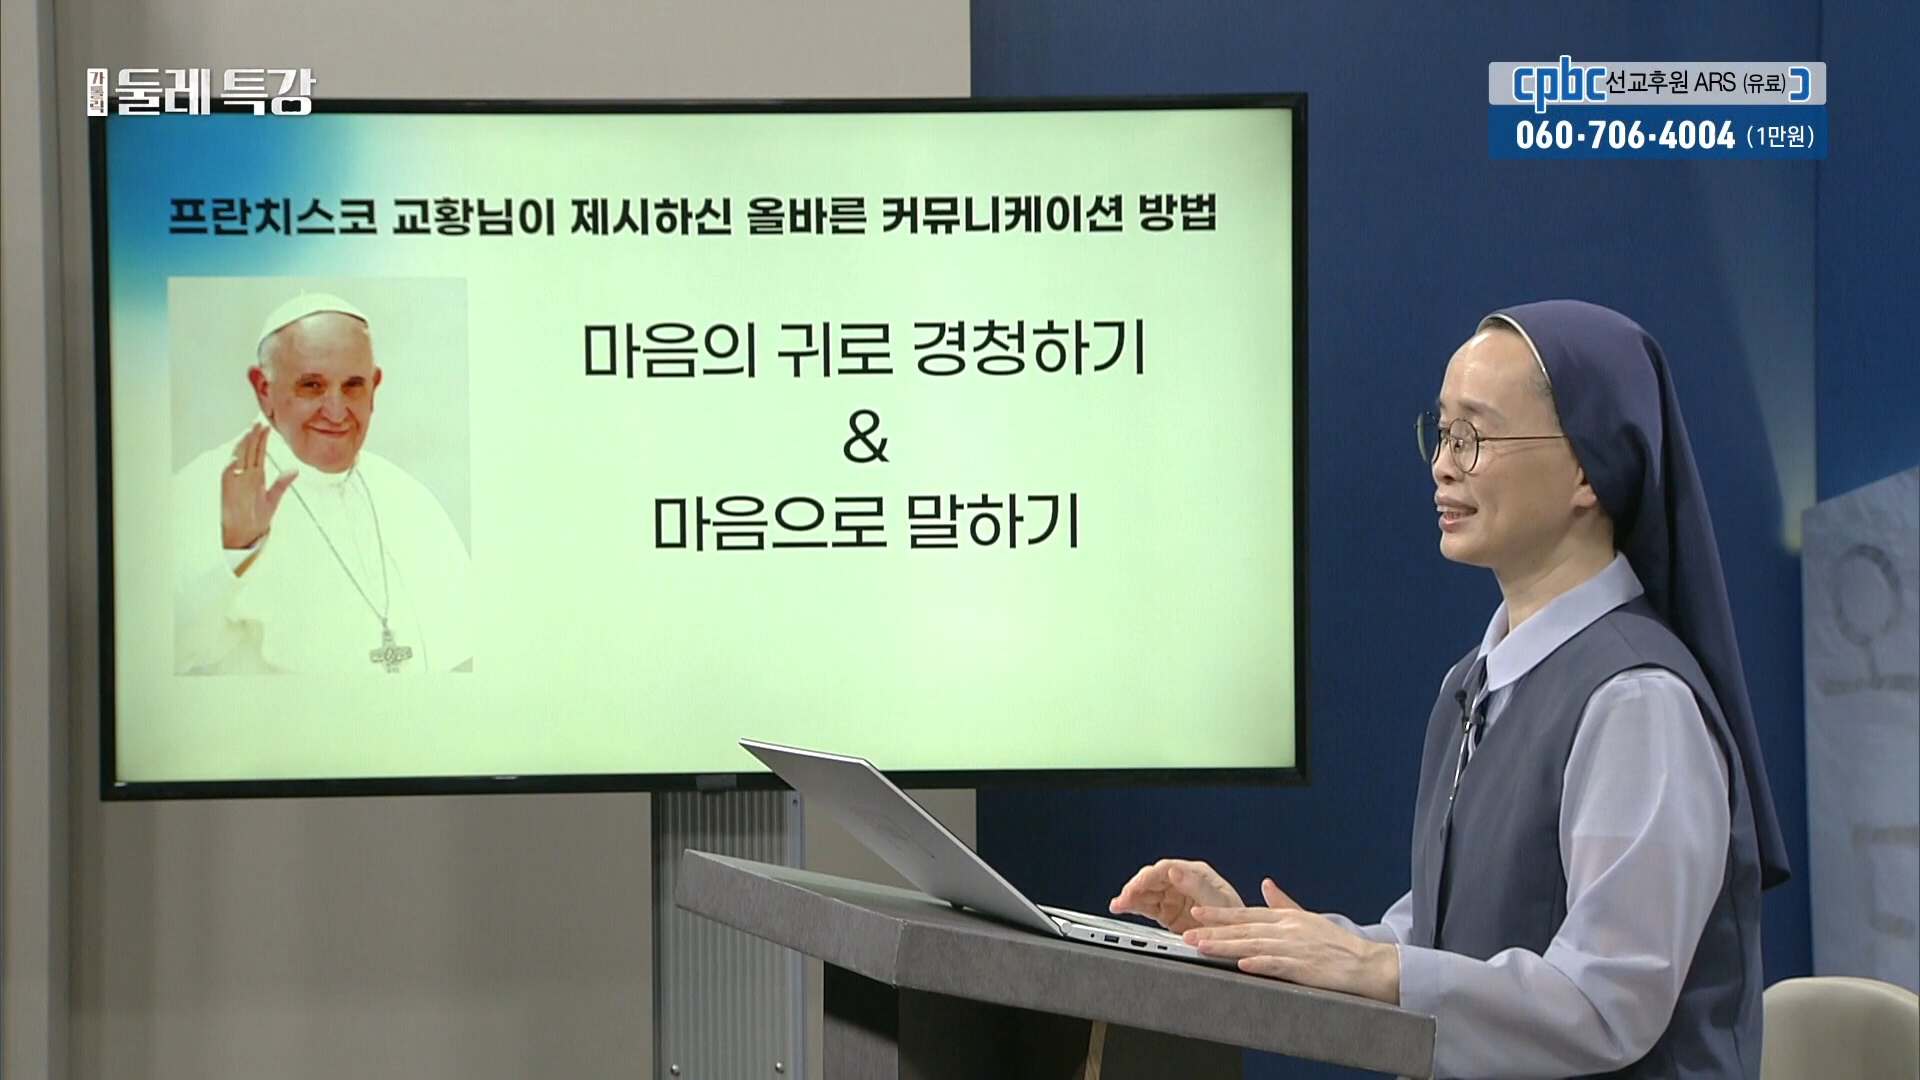 가톨릭
둘레 특강
cpbc 선교후원 ARS (유료)
060·706·4004 (1만원)
프란치스코 교황님이 제시하신 올바른 커뮤니케이션 방법
마음의 귀로 경청하기
&
마음으로 말하기